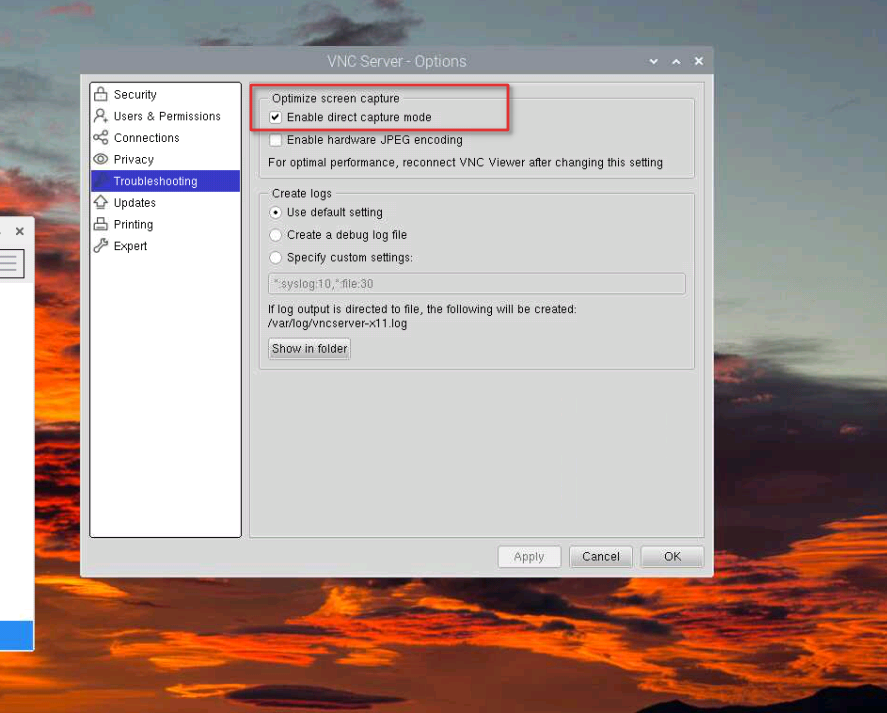 VNC Server - Options
Security
Users & Permissions
Connections
Privacy
Troubleshooting
Updates
Printing
Expert
Optimize screen capture
Enable direct capture mode
Enable hardware JPEG encoding
For optimal performance, reconnect VNC Viewer after changing this setting
Create logs
Use default setting
Create a debug log file
Specify custom settings:
*:syslog:10,*:file:30
If log output is directed to file, the following will be created:
/var/log/vncserver-x11.log
Show in folder
Apply
Cancel
OK